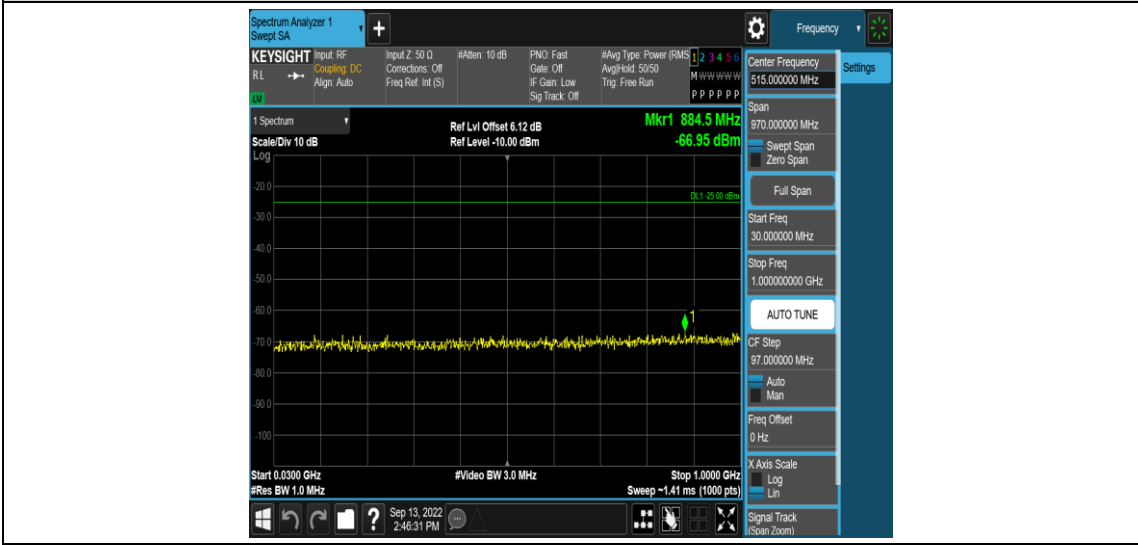 Spectrum Analyzer 1
Swept SA
+
Frequency
KEYSIGHT
RL
Input: RF
Coupling: DC
Align: Auto
Input Z: 50 Ω
Corrections: Off
Freq Ref: Int (S)
#Atten: 10 dB
PNO: Fast
Gate: Off
IF Gain: Low
Sig Track: Off
#Avg Type: Power (RMS
Avg|Hold: 50/50
Trig: Free Run
1 2 3 4 5 6
M W W W W W
P P P P P P
1 Spectrum
Scale/Div 10 dB
Log
Ref Lvl Offset 6.12 dB
Ref Level -10.00 dBm
Mkr1 884.5 MHz
-66.95 dBm
DL1 -25.00 dBm
-20.0
-30.0
-40.0
-50.0
-60.0
-70.0
-80.0
-90.0
-100
1
Start 0.0300 GHz
#Res BW 1.0 MHz
#Video BW 3.0 MHz
Stop 1.0000 GHz
Sweep ~1.41 ms (1000 pts)
?
Sep 13, 2022
2:46:31 PM
Center Frequency
515.000000 MHz
Settings
Span
970.000000 MHz
Swept Span
Zero Span
Full Span
Start Freq
30.000000 MHz
Stop Freq
1.000000000 GHz
AUTO TUNE
CF Step
97.000000 MHz
Auto
Man
Freq Offset
0 Hz
X Axis Scale
Log
Lin
Signal Track
(Span Zoom)